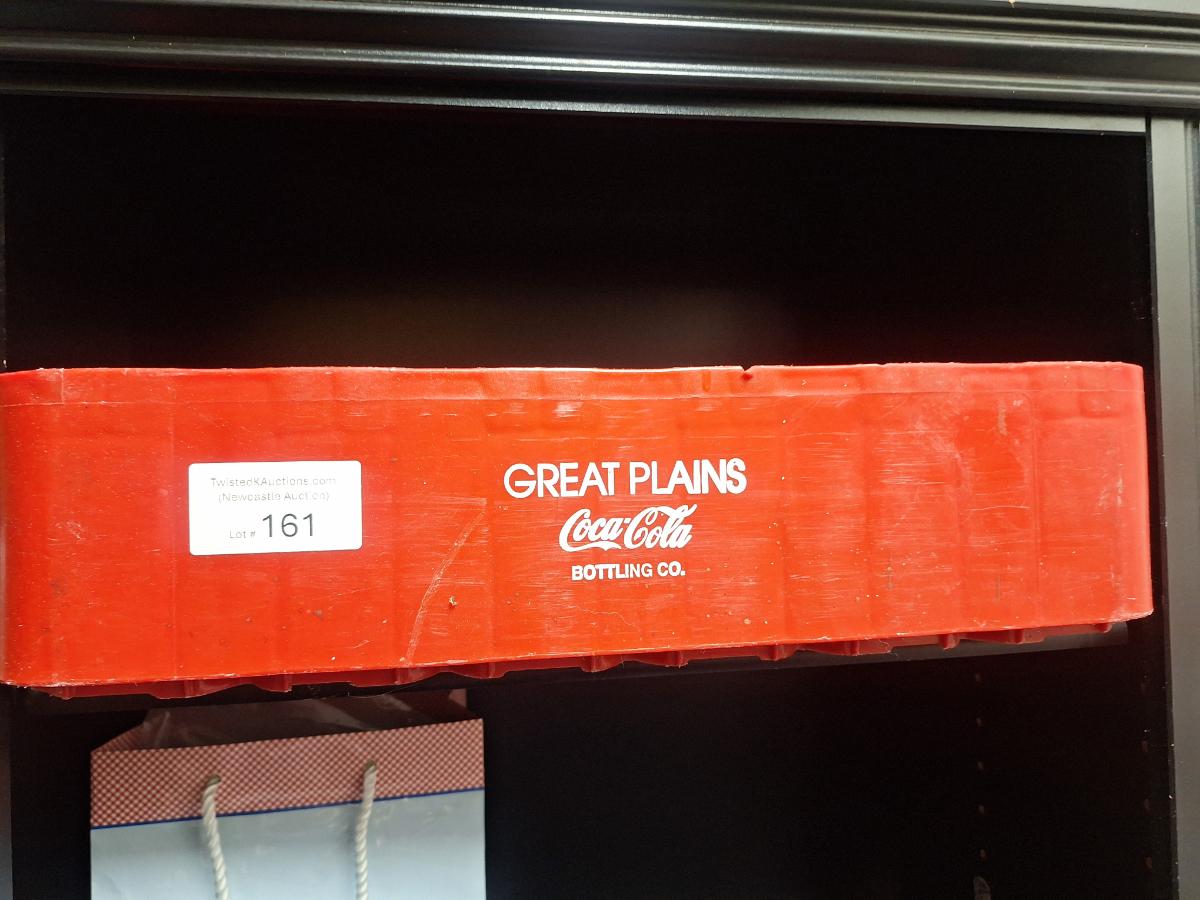 TwistedKAuctions.com
(Newcastle Auction)
Lot # 161
GREAT PLAINS
Coca-Cola
BOTTLING CO.